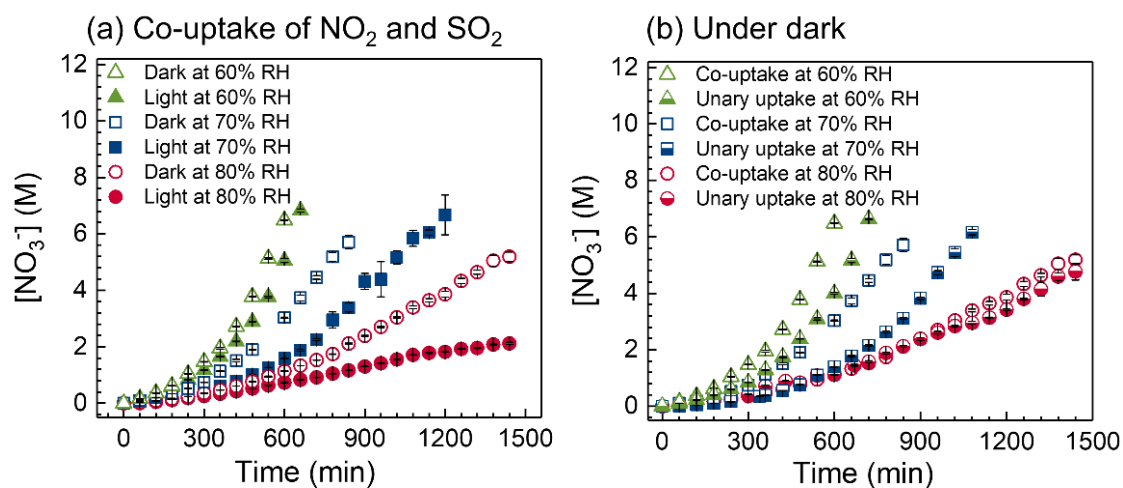 (a) Co-uptake of NO₂ and SO₂
12
10
8
6
4
2
0
[NO₃⁻] (M)
Dark at 60% RH
Light at 60% RH
Dark at 70% RH
Light at 70% RH
Dark at 80% RH
Light at 80% RH
0 300 600 900 1200 1500
Time (min)
(b) Under dark
12
10
8
6
4
2
0
[NO₃⁻] (M)
Co-uptake at 60% RH
Unary uptake at 60% RH
Co-uptake at 70% RH
Unary uptake at 70% RH
Co-uptake at 80% RH
Unary uptake at 80% RH
0 300 600 900 1200 1500
Time (min)